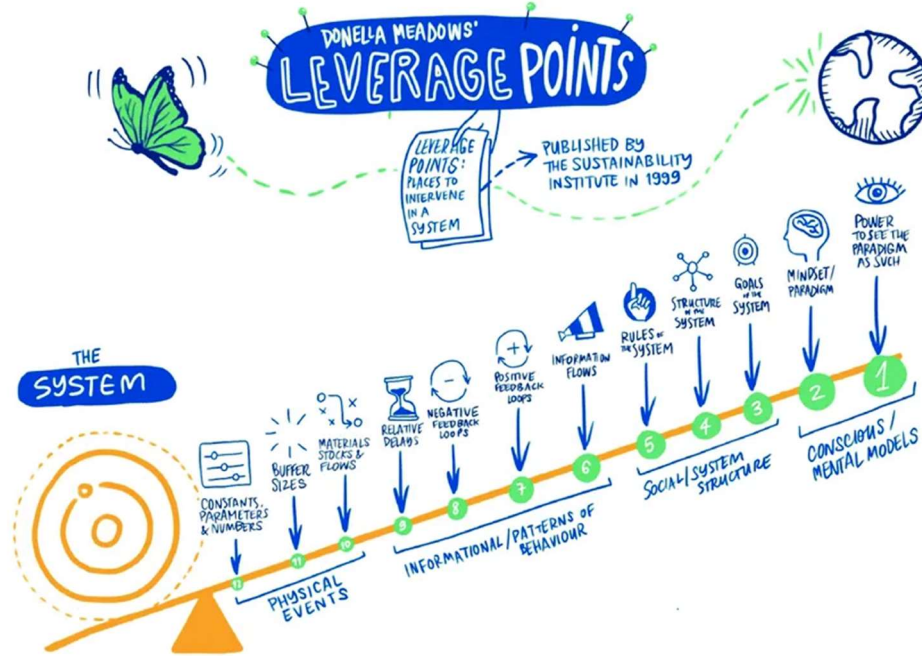 DONELLA MEADOWS'
LEVERAGE POINTS
LEVERAGE
POINTS:
PLACES TO
INTERVENE
IN A
SYSTEM
PUBLISHED BY
THE SUSTAINABILITY
INSTITUTE IN 1999
THE
SYSTEM
CONSTANTS,
PARAMETERS
& NUMBERS
BUFFER
SIZES
MATERIALS
STOCKS &
FLOWS
RELATIVE
DELAYS
NEGATIVE
FEEDBACK
LOOPS
POSITIVE
FEEDBACK
LOOPS
INFORMATION
FLOWS
RULES OF
THE SYSTEM
STRUCTURE
OF THE
SYSTEM
GOALS
OF THE
SYSTEM
MINDSET/
PARADIGM
POWER
TO SEE THE
PARADIGM
AS SUCH
12
11
10
9
8
7
6
5
4
3
2
1
PHYSICAL
EVENTS
INFORMATIONAL/PATTERNS OF
BEHAVIOUR
SOCIAL/SYSTEM
STRUCTURE
CONSCIOUS/
MENTAL MODELS